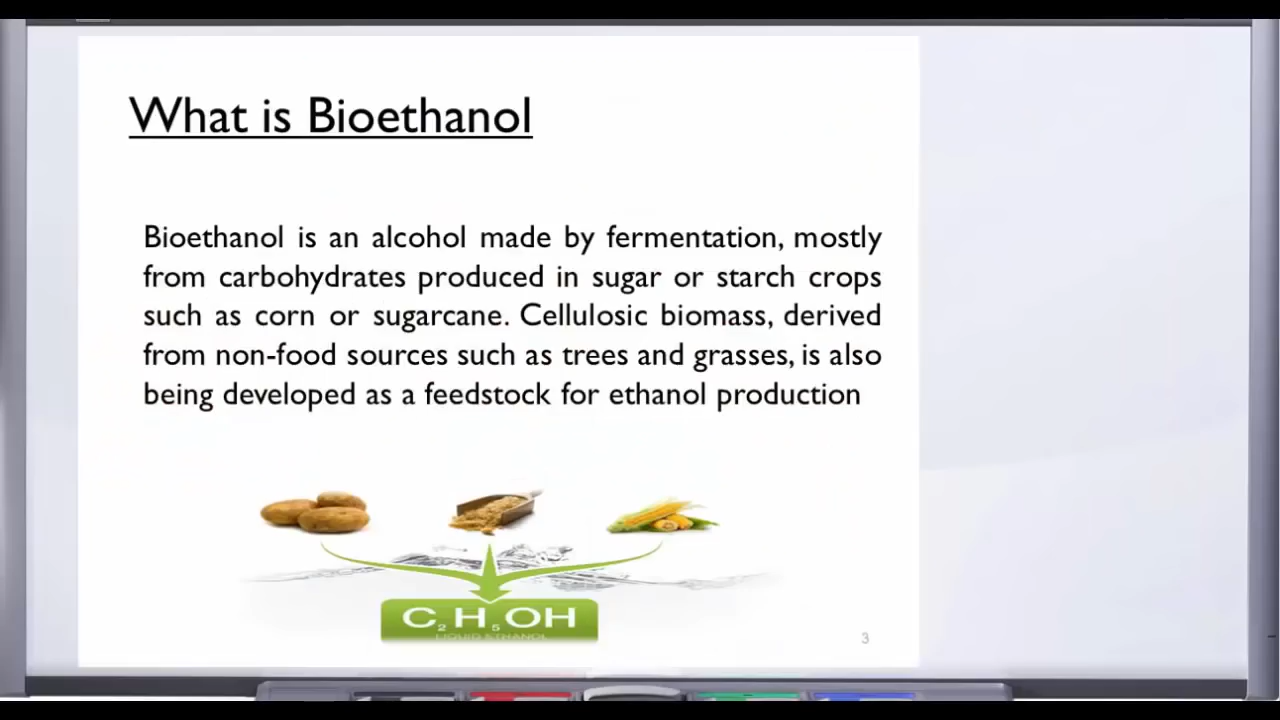 What is Bioethanol
Bioethanol is an alcohol made by fermentation, mostly
from carbohydrates produced in sugar or starch crops
such as corn or sugarcane. Cellulosic biomass, derived
from non-food sources such as trees and grasses, is also
being developed as a feedstock for ethanol production
C₂H₅OH
LIQUID ETHANOL
3